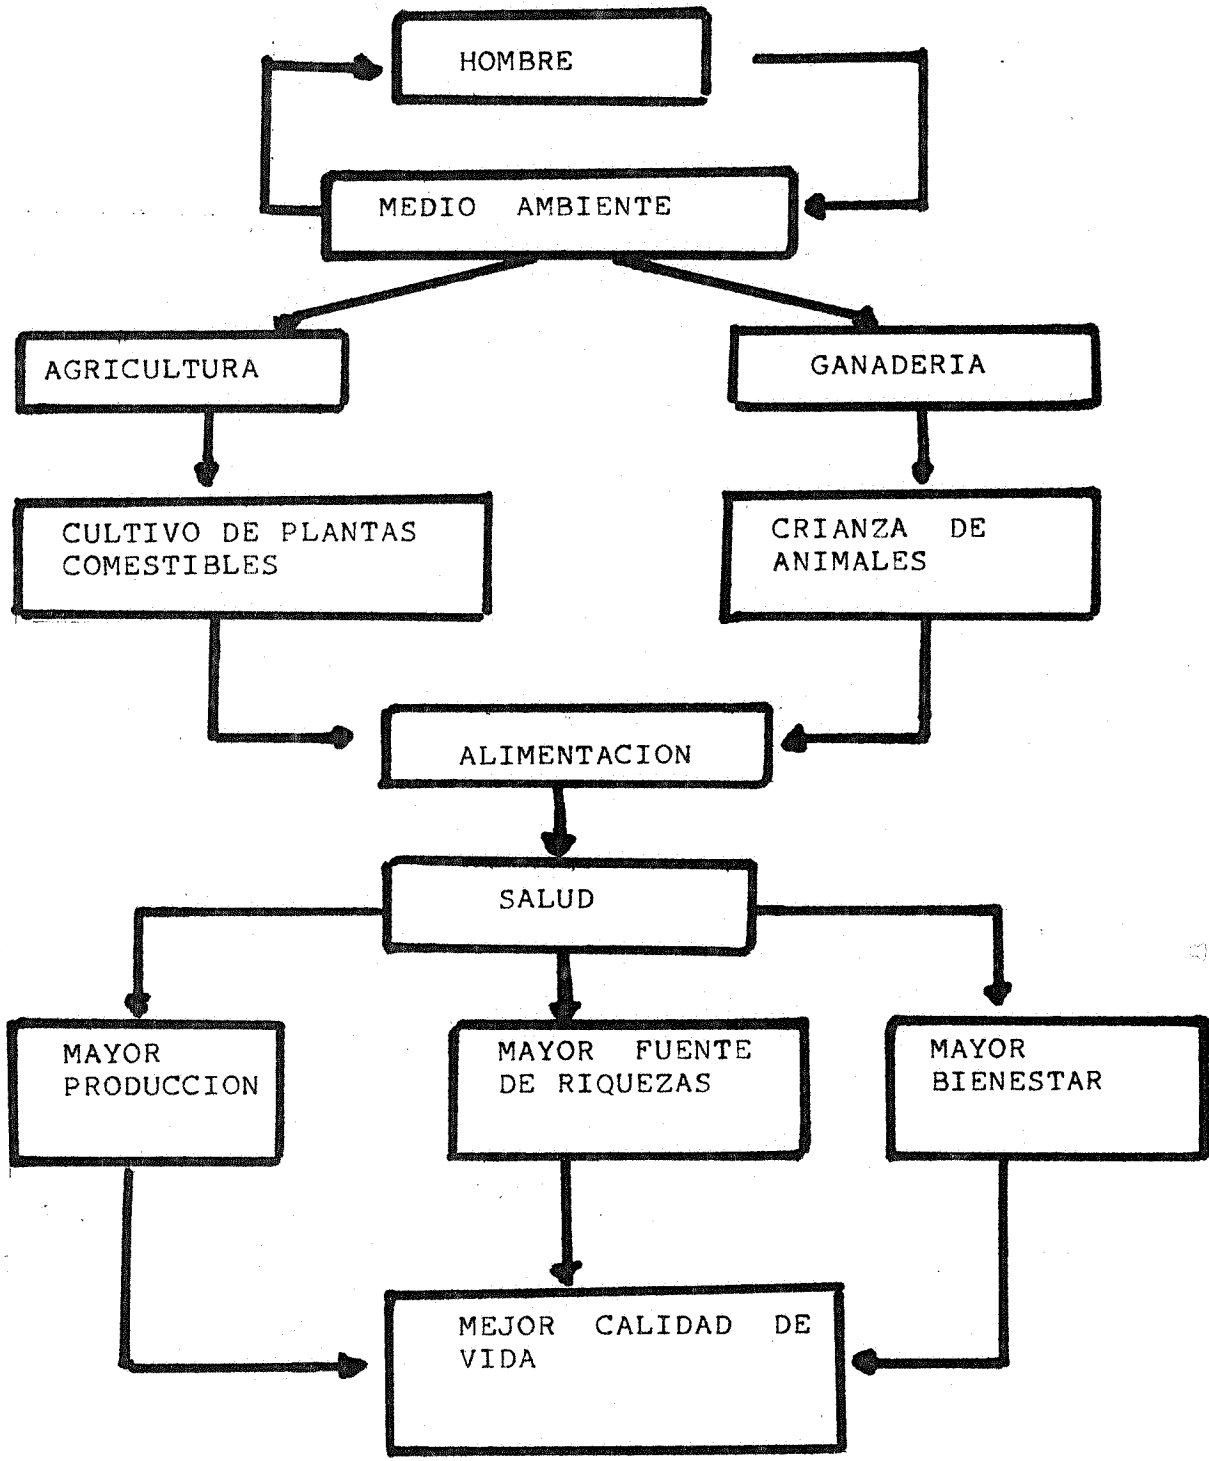 HOMBRE
MEDIO AMBIENTE
AGRICULTURA
GANADERIA
CULTIVO DE PLANTAS
COMESTIBLES
CRIANZA DE
ANIMALES
ALIMENTACION
SALUD
MAYOR
PRODUCCION
MAYOR FUENTE
DE RIQUEZAS
MAYOR
BIENESTAR
MEJOR CALIDAD DE
VIDA